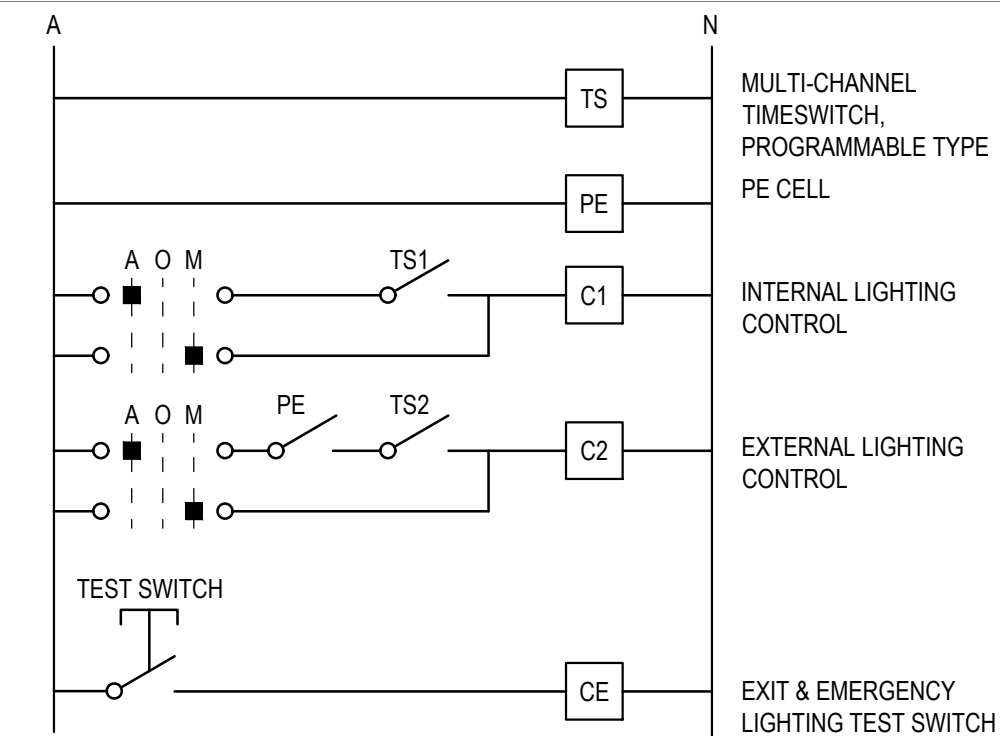 A
N
TS
MULTI-CHANNEL
TIMESWITCH,
PROGRAMMABLE TYPE
PE
PE CELL
A O M
TS1
C1
INTERNAL LIGHTING
CONTROL
A O M
PE
TS2
C2
EXTERNAL LIGHTING
CONTROL
TEST SWITCH
CE
EXIT & EMERGENCY
LIGHTING TEST SWITCH